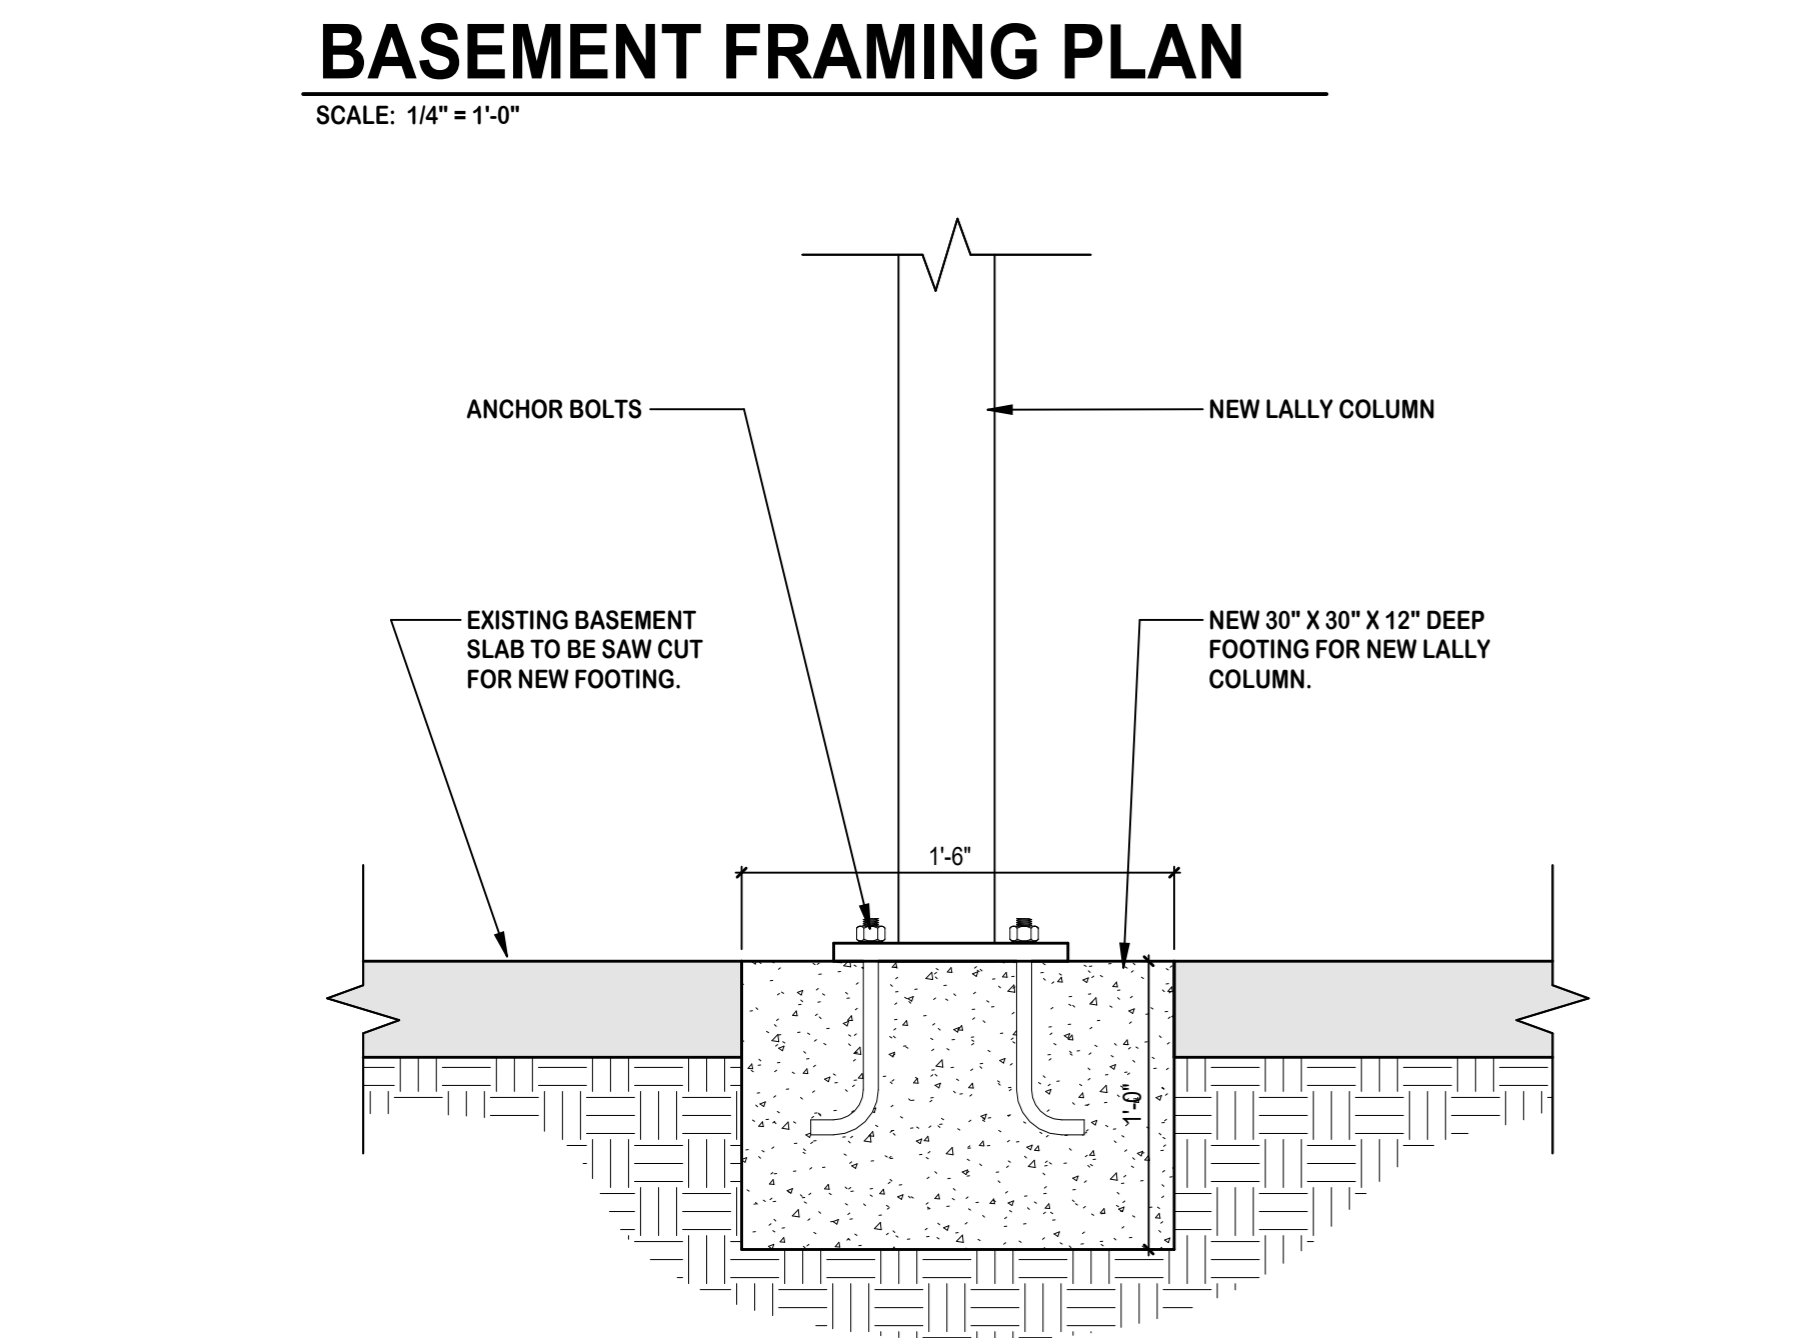 BASEMENT FRAMING PLAN
SCALE: 1/4" = 1'-0"
ANCHOR BOLTS
NEW LALLY COLUMN
EXISTING BASEMENT
SLAB TO BE SAW CUT
FOR NEW FOOTING.
NEW 30" X 30" X 12" DEEP
FOOTING FOR NEW LALLY
COLUMN.
1'-6"
1'-0"